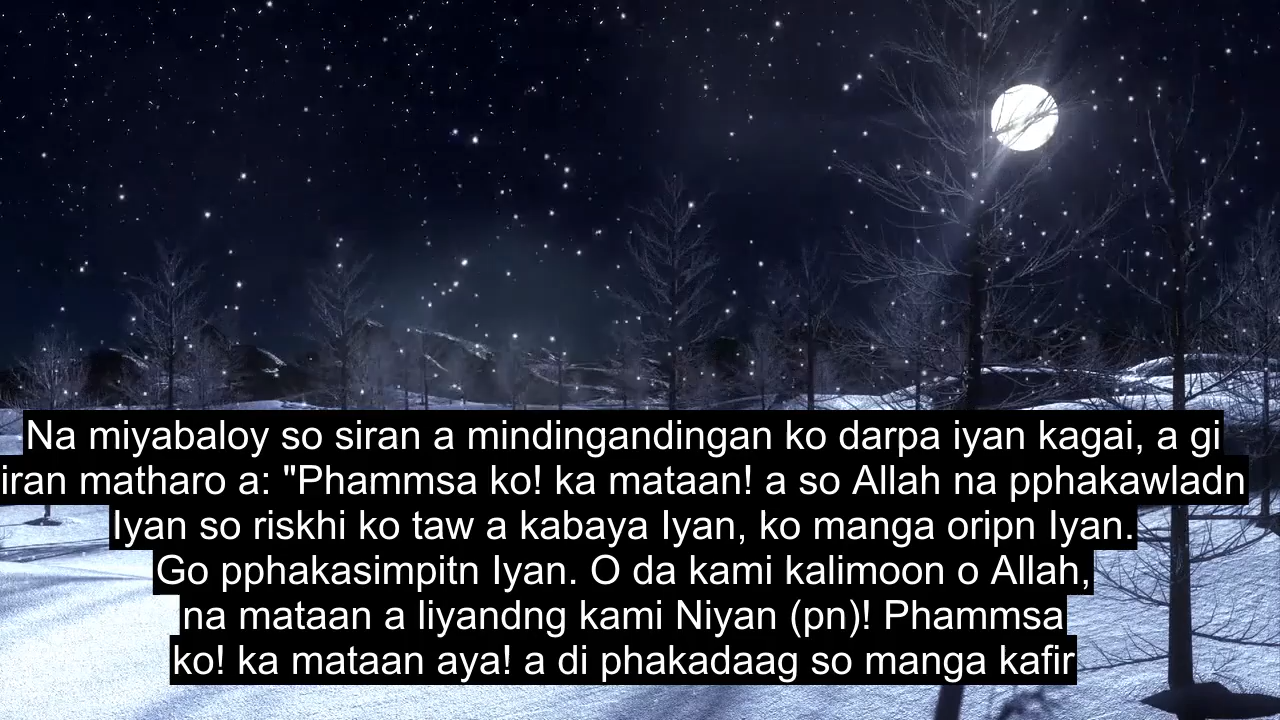 Na miyabaloy so siran a mindingandingan ko darpa iyan kagai, a gi
iran matharo a: "Phammsa ko! ka mataan! a so Allah na pphakawladn
Iyan so riskhi ko taw a kabaya Iyan, ko manga oripn Iyan.
Go pphakasimpitn Iyan. O da kami kalimoon o Allah,
na mataan a liyandng kami Niyan (pn)! Phammsa
ko! ka mataan aya! a di phakadaag so manga kafir